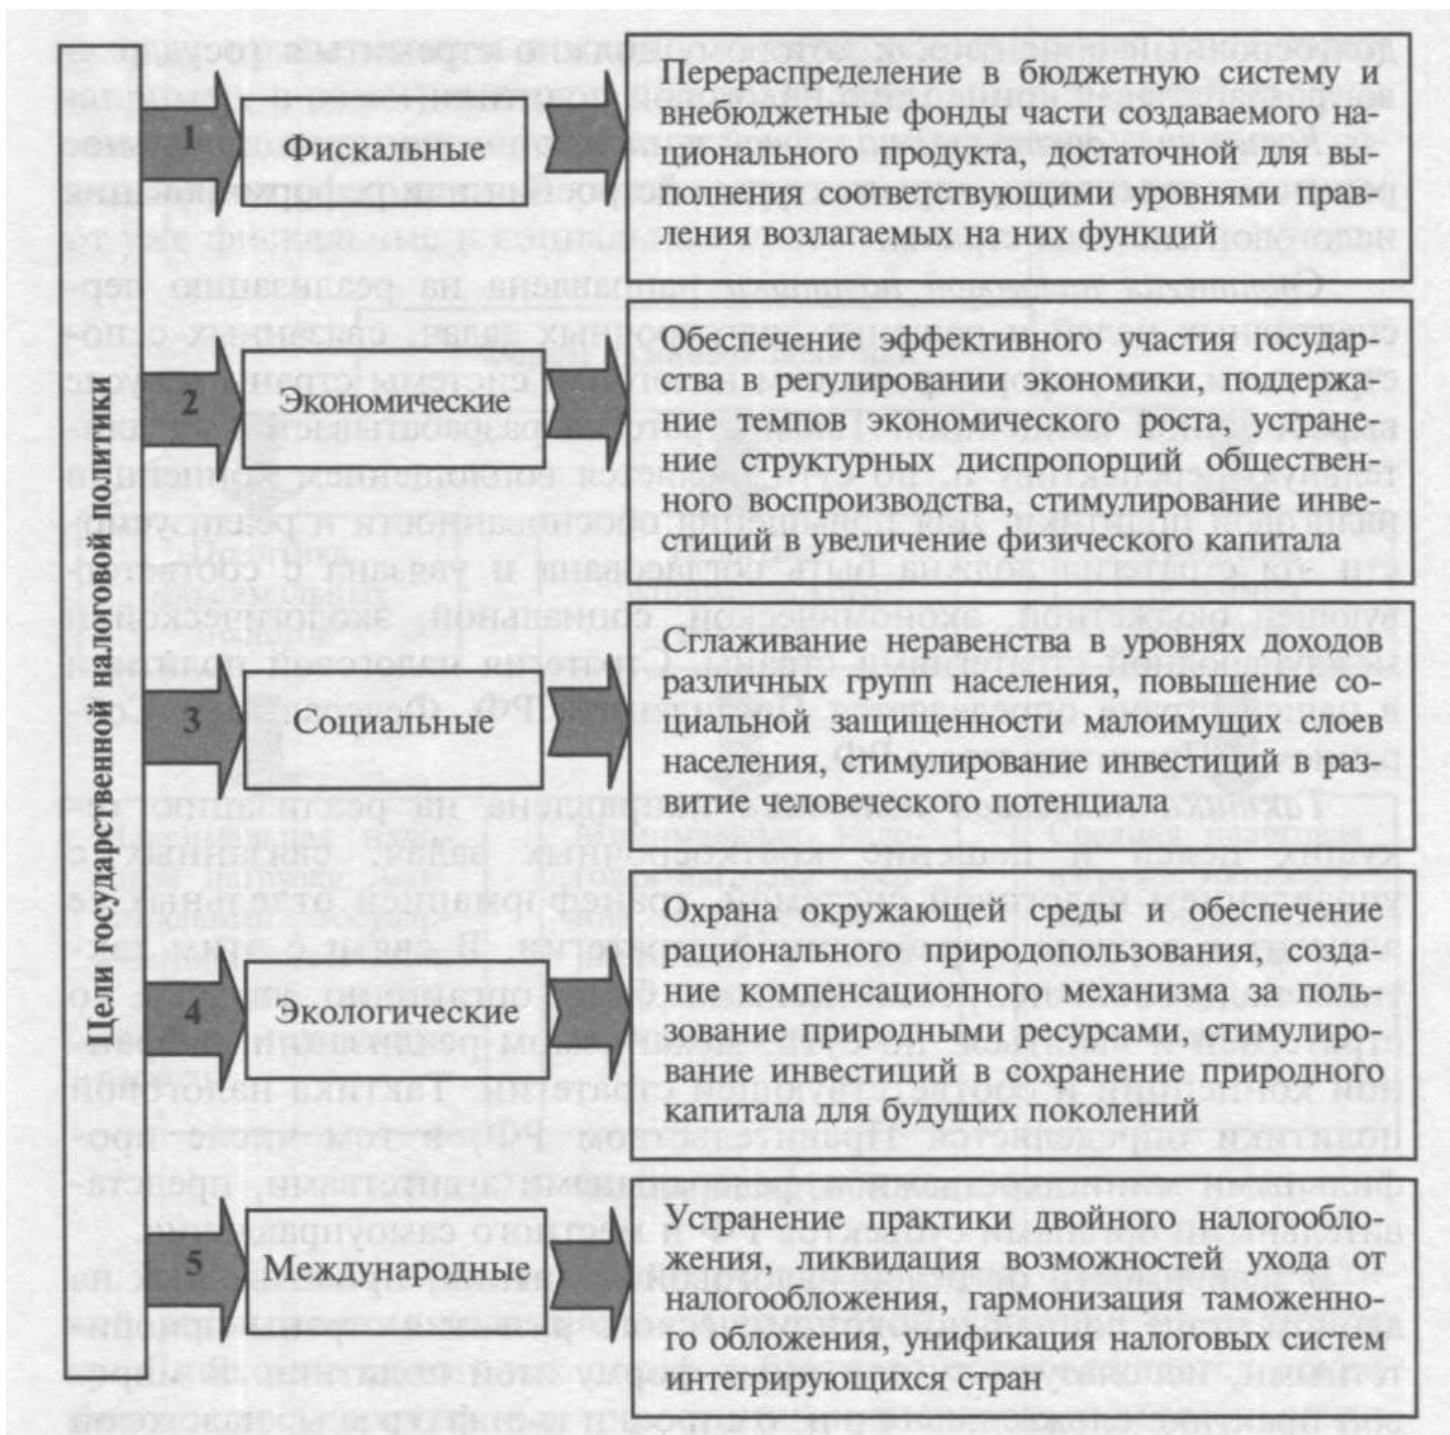 Цели государственной налоговой политики
1
Фискальные
Перераспределение в бюджетную систему и
внебюджетные фонды части создаваемого на-
ционального продукта, достаточной для вы-
полнения соответствующими уровнями прав-
ления возлагаемых на них функций
2
Экономические
Обеспечение эффективного участия государ-
ства в регулировании экономики, поддержа-
ние темпов экономического роста, устране-
ние структурных диспропорций обществен-
ного воспроизводства, стимулирование инве-
стиций в увеличение физического капитала
3
Социальные
Сглаживание неравенства в уровнях доходов
различных групп населения, повышение со-
циальной защищенности малоимущих слоев
населения, стимулирование инвестиций в раз-
витие человеческого потенциала
4
Экологические
Охрана окружающей среды и обеспечение
рационального природопользования, созда-
ние компенсационного механизма за поль-
зование природными ресурсами, стимулиро-
вание инвестиций в сохранение природного
капитала для будущих поколений
5
Международные
Устранение практики двойного налогообло-
жения, ликвидация возможностей ухода от
налогообложения, гармонизация таможенно-
го обложения, унификация налоговых систем
интегрирующихся стран